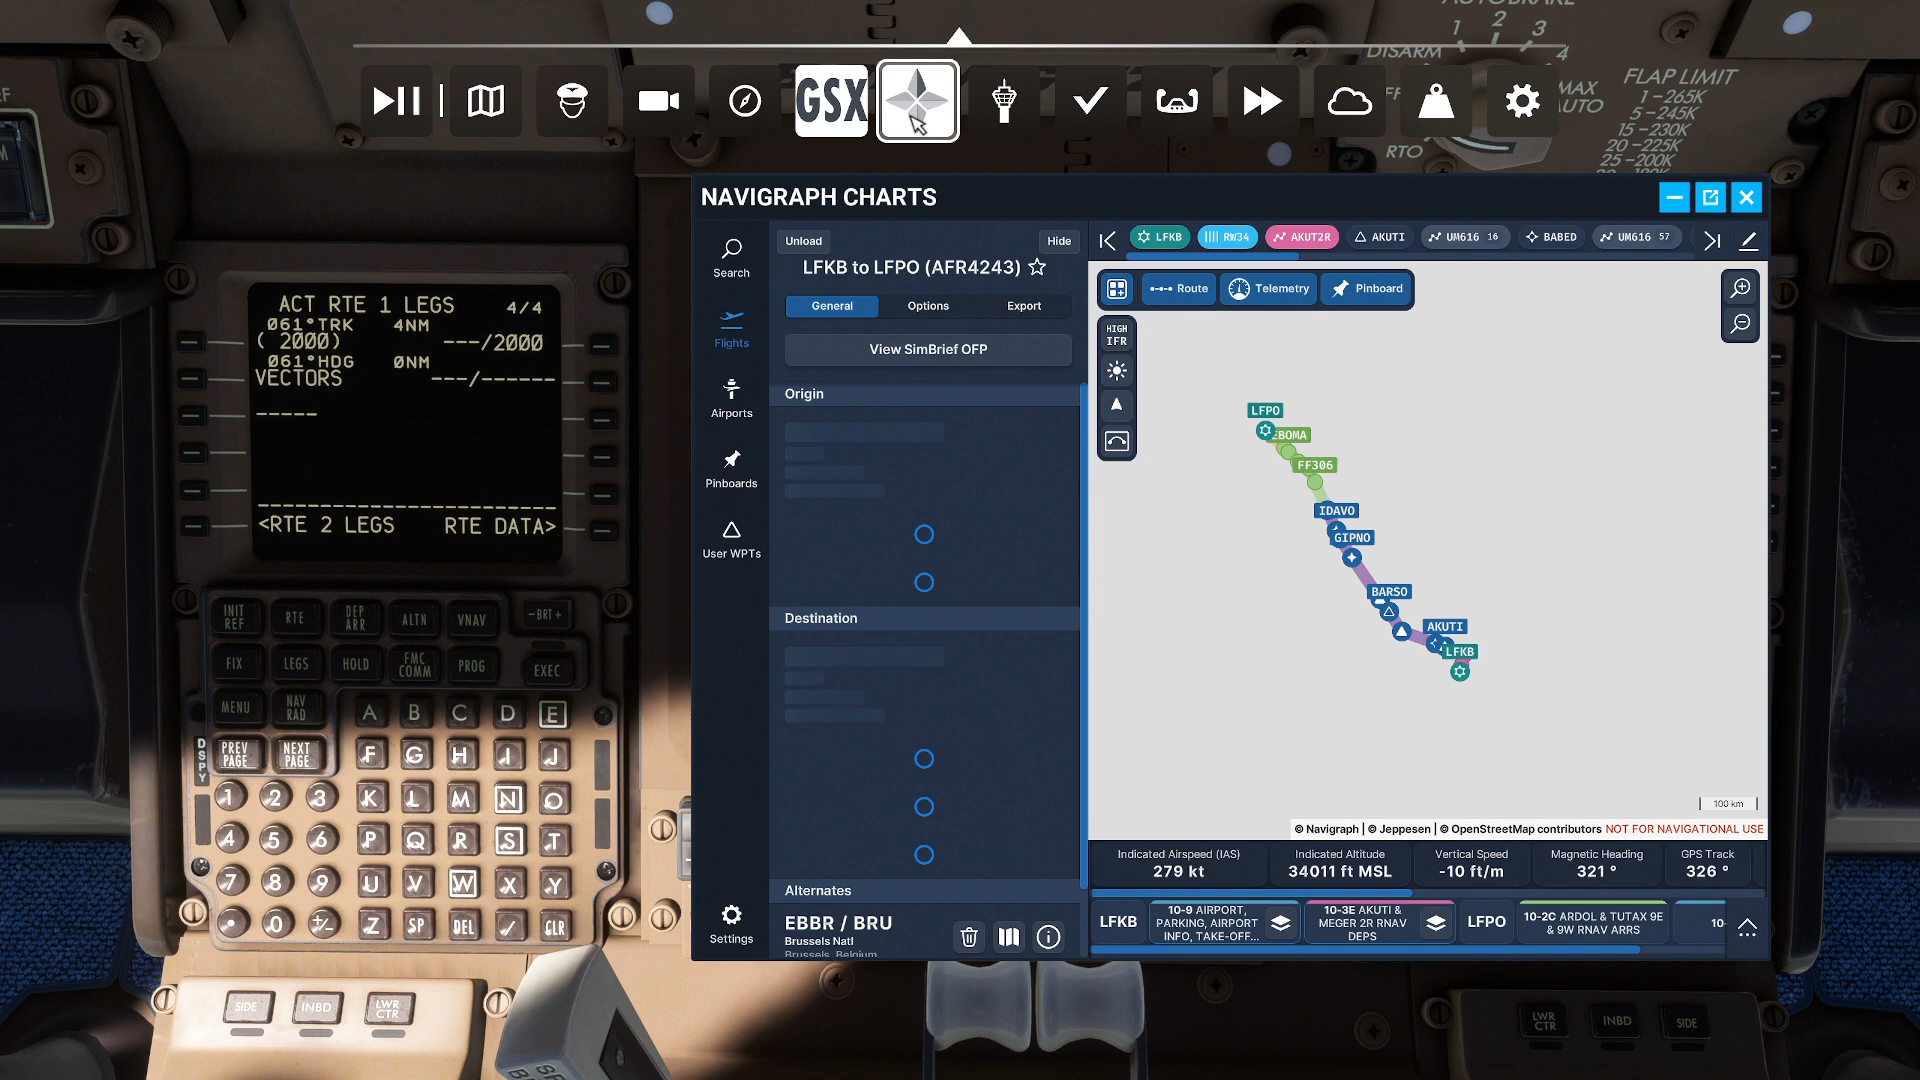 AUTOBRAKE
1 2 3 4
DISARM
MAX
AUTO
RTO
FLAP LIMIT
1-265K
5-245K
15-230K
20-225K
25-200K
GSX
NAVIGRAPH CHARTS
Search
Flights
Airports
Pinboards
User WPTs
Settings
Unload
Hide
LFKB to LFPO (AFR4243)
General
Options
Export
View SimBrief OFP
Origin
Destination
Alternates
EBBR / BRU
Brussels Natl
Brussels, Belgium
LFKB
RW34
AKUT2R
AKUTI
UM616 16
BABED
UM616 57
Route
Telemetry
Pinboard
HIGH
IFR
LFPO
EBOMA
FF306
IDAVO
GIPNO
BARSO
AKUTI
LFKB
100 km
© Navigraph | © Jeppesen | © OpenStreetMap contributors NOT FOR NAVIGATIONAL USE
Indicated Airspeed (IAS)
279 kt
Indicated Altitude
34011 ft MSL
Vertical Speed
-10 ft/m
Magnetic Heading
321 °
GPS Track
326 °
LFKB
10-9 AIRPORT,
PARKING, AIRPORT
INFO, TAKE-OFF...
10-3E AKUTI &
MEGER 2R RNAV
DEPS
LFPO
10-2C ARDOL & TUTAX 9E
& 9W RNAV ARRS
10-
ACT RTE 1 LEGS 4/4
061°TRK 4NM
( 2000) ---/2000
061°HDG 0NM
VECTORS ---/------
-----
<RTE 2 LEGS RTE DATA>
INIT
REF
RTE
DEP
ARR
ALTN
VNAV
-BRT+
FIX
LEGS
HOLD
FMC
COMM
PROG
EXEC
MENU
NAV
RAD
PREV
PAGE
NEXT
PAGE
DSPY
A B C D E
F G H I J
K L M N O
P Q R S T
U V W X Y
Z SP DEL / CLR
1 2 3
4 5 6
7 8 9
. 0 +/-
SIDE
INBD
LWR
CTR
LWR
CTR
INBD
SIDE